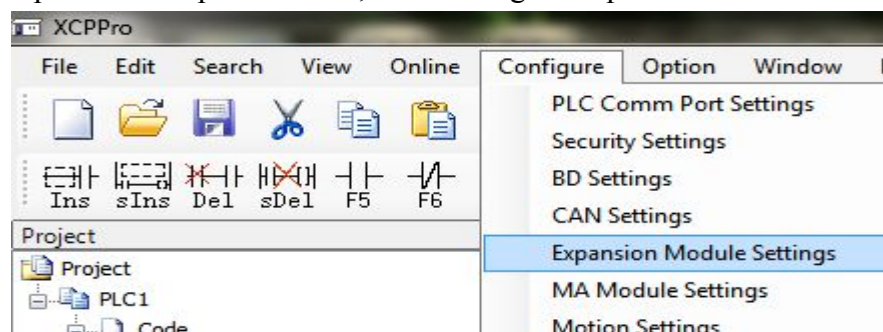 XCPPro
File Edit Search View Online Configure Option Window
PLC Comm Port Settings
Security Settings
BD Settings
CAN Settings
Expansion Module Settings
MA Module Settings
Motion Settings
Ins sIns Del sDel F5 F6
Project
Project
PLC1
Code